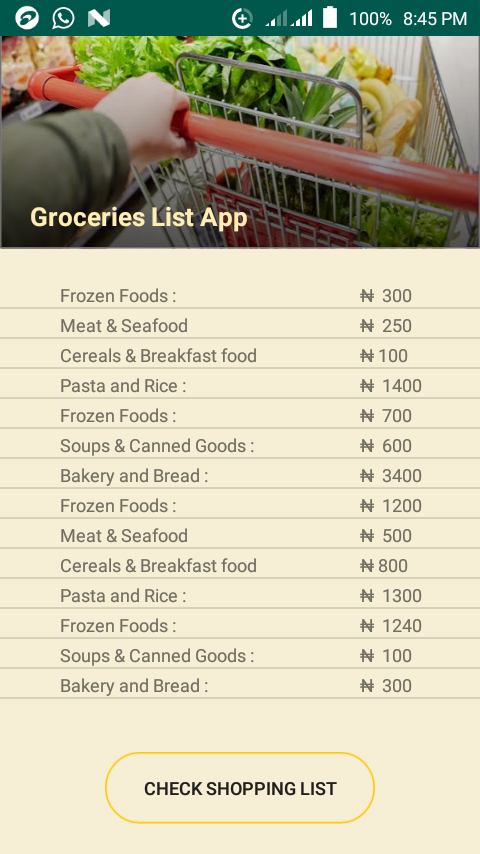 100% 8:45 PM
Groceries List App
Frozen Foods : ₦ 300
Meat & Seafood ₦ 250
Cereals & Breakfast food ₦ 100
Pasta and Rice : ₦ 1400
Frozen Foods : ₦ 700
Soups & Canned Goods : ₦ 600
Bakery and Bread : ₦ 3400
Frozen Foods : ₦ 1200
Meat & Seafood ₦ 500
Cereals & Breakfast food ₦ 800
Pasta and Rice : ₦ 1300
Frozen Foods : ₦ 1240
Soups & Canned Goods : ₦ 100
Bakery and Bread : ₦ 300
CHECK SHOPPING LIST